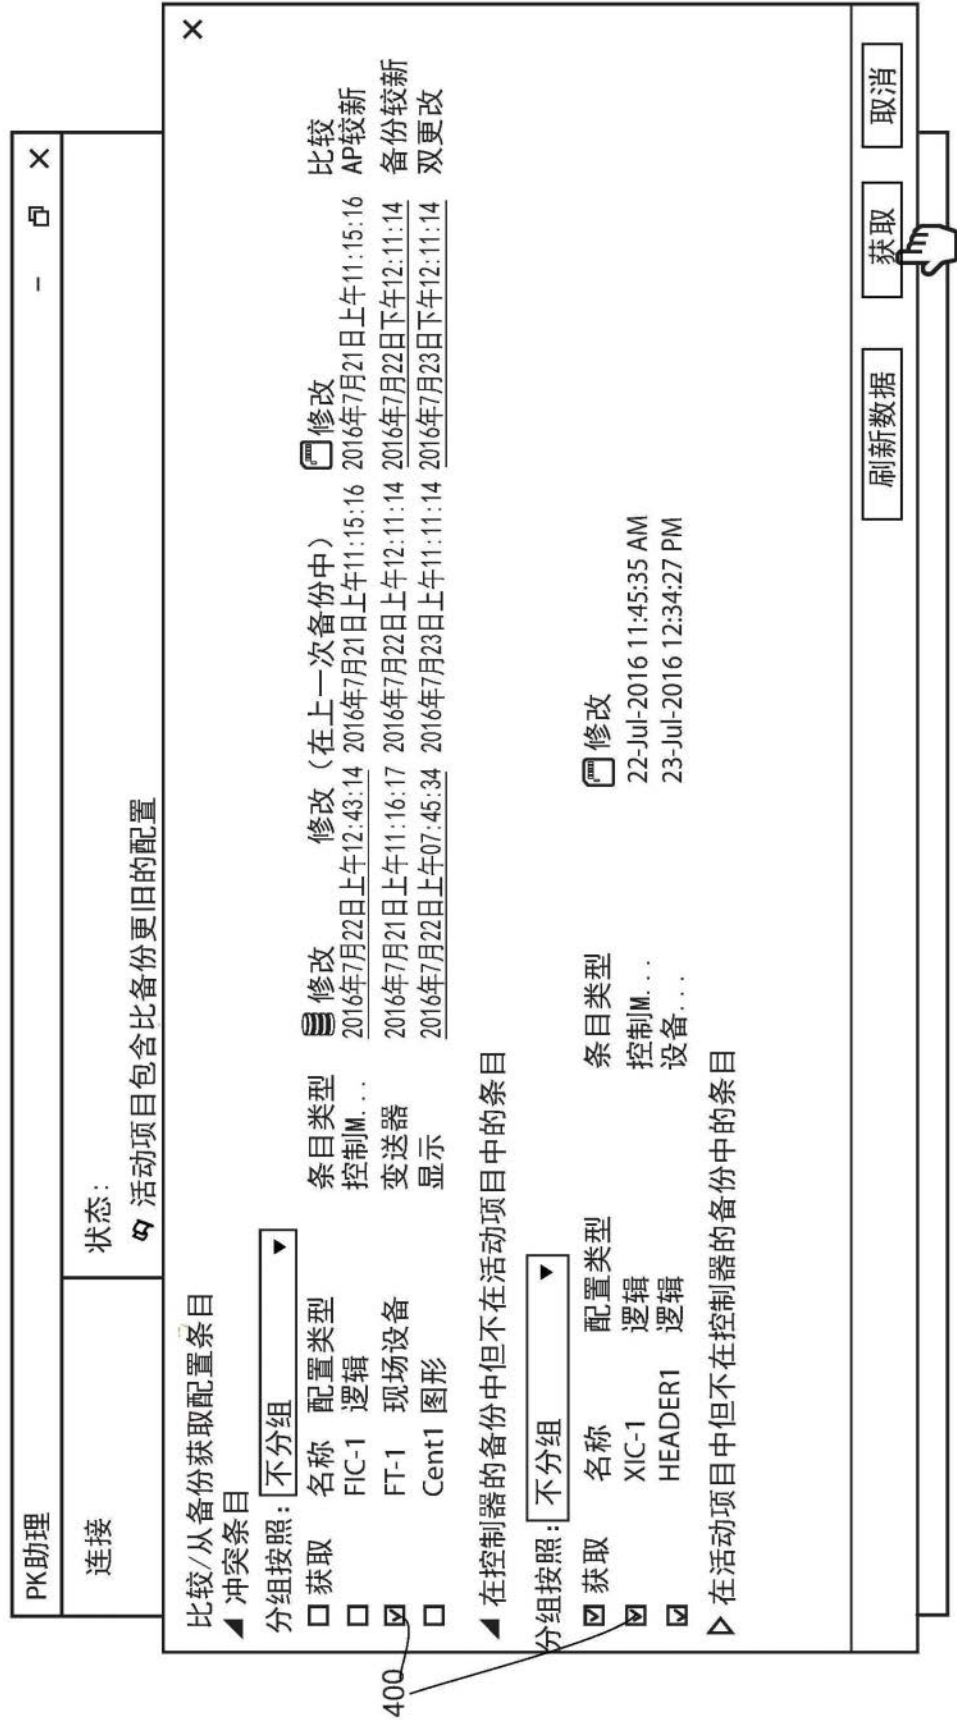 PK助理
连接
状态：
活动项目包含比备份更旧的配置
比较/从备份获取配置条目
冲突条目
分组按照： 不分组
获取 名称 配置类型 条目类型 修改 修改（在上一次备份中） 修改 比较
FIC-1 逻辑 控制M... 2016年7月22日上午12:43:14 2016年7月21日上午11:15:16 2016年7月21日上午11:15:16 AP较新
FT-1 现场设备 变送器 2016年7月21日上午11:16:17 2016年7月22日上午12:11:14 2016年7月22日下午12:11:14 备份较新
Cent1 图形 显示 2016年7月22日上午07:45:34 2016年7月23日上午11:11:14 2016年7月23日下午12:11:14 双更改
在控制器的备份中但不在活动项目中的条目
分组按照： 不分组
获取 名称 配置类型 条目类型 修改
XIC-1 逻辑 控制M... 22-Jul-2016 11:45:35 AM
HEADER1 逻辑 设备... 23-Jul-2016 12:34:27 PM
在活动项目中但不在控制器的备份中的条目
刷新数据 获取 取消
400